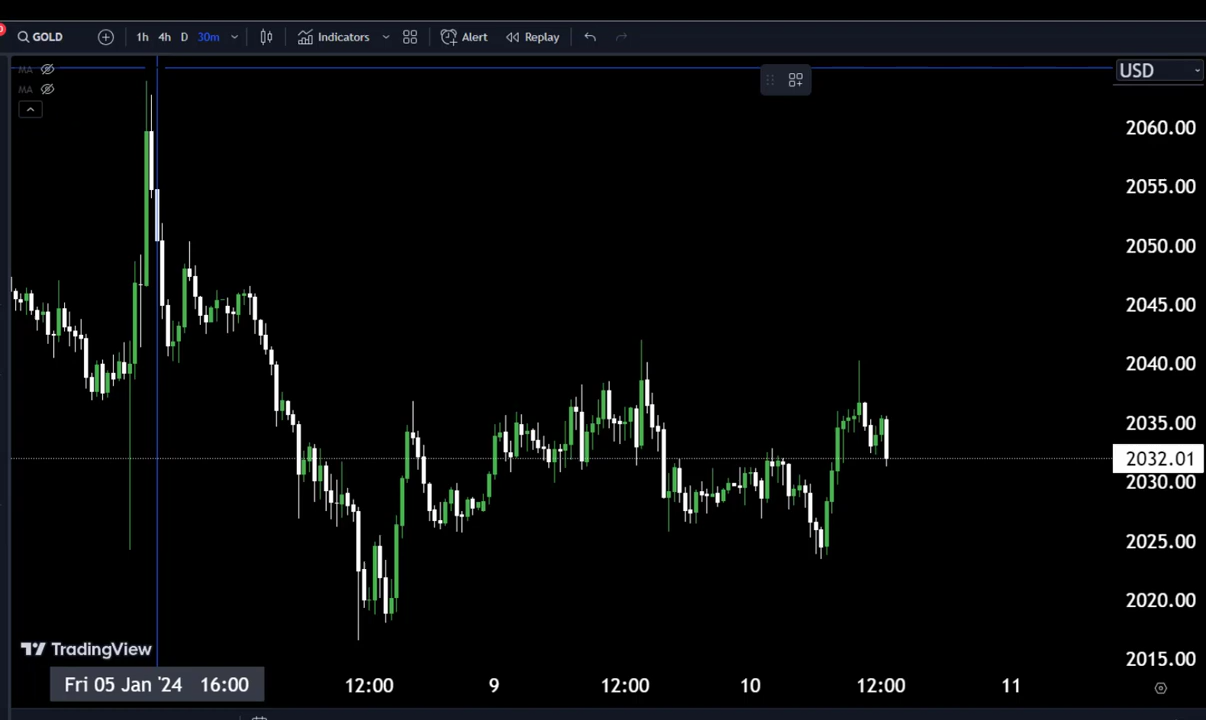 GOLD 1h 4h D 30m Indicators Alert Replay
MA
MA
USD
2060.00
2055.00
2050.00
2045.00
2040.00
2035.00
2032.01
2030.00
2025.00
2020.00
2015.00
TradingView
Fri 05 Jan '24 16:00 12:00 9 12:00 10 12:00 11